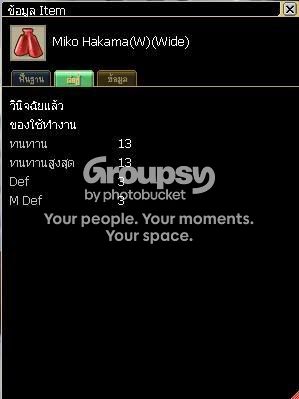 ข้อมูล Item
Miko Hakama(W)(Wide)
พื้นฐาน
ข้อมูล
วินิจฉัยแล้ว
ของใช้ทำงาน
ทนทาน 13
ทนทานสูงสุด 13
Def 3
M Def 3
Groupsy
by photobucket
Your people. Your moments.
Your space.